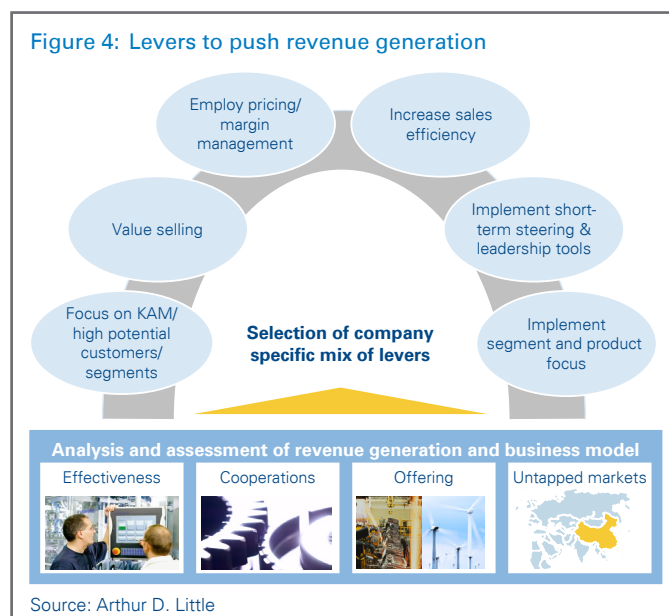 Figure 4: Levers to push revenue generation
Employ pricing/
margin
management
Increase sales
efficiency
Value selling
Implement short-
term steering &
leadership tools
Focus on KAM/
high potential
customers/
segments
Selection of company
specific mix of levers
Implement
segment and product
focus
Analysis and assessment of revenue generation and business model
Effectiveness
Cooperations
Offering
Untapped markets
Source: Arthur D. Little